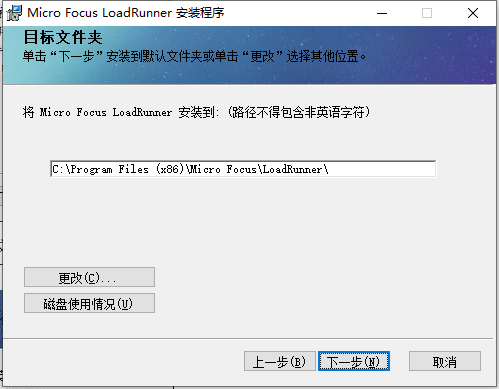 Micro Focus LoadRunner 安装程序
目标文件夹
单击“下一步”安装到默认文件夹或单击“更改”选择其他位置。
将 Micro Focus LoadRunner 安装到: (路径不得包含非英语字符)
C:\Program Files (x86)\Micro Focus\LoadRunner\
更改(C)...
磁盘使用情况(U)
上一步(B) 下一步(N) 取消